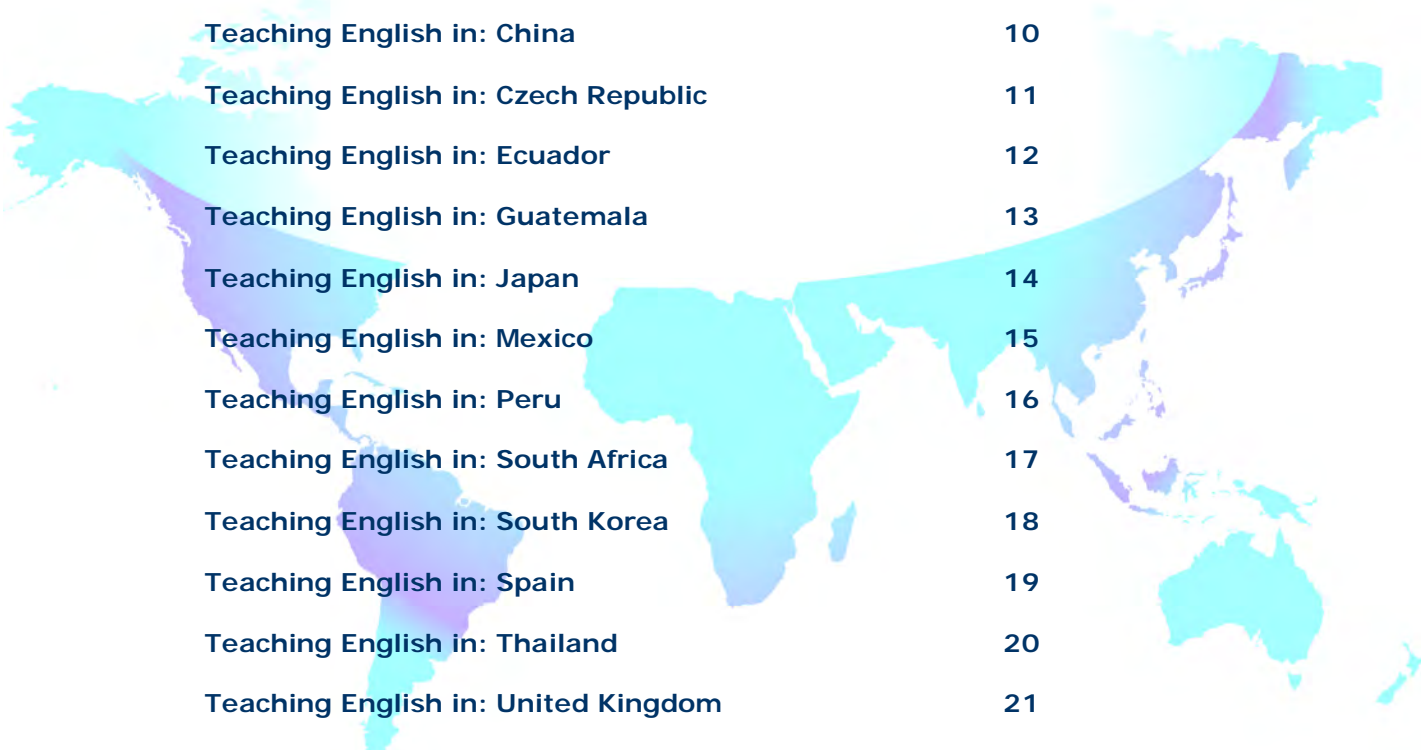 Teaching English in: China 10
Teaching English in: Czech Republic 11
Teaching English in: Ecuador 12
Teaching English in: Guatemala 13
Teaching English in: Japan 14
Teaching English in: Mexico 15
Teaching English in: Peru 16
Teaching English in: South Africa 17
Teaching English in: South Korea 18
Teaching English in: Spain 19
Teaching English in: Thailand 20
Teaching English in: United Kingdom 21